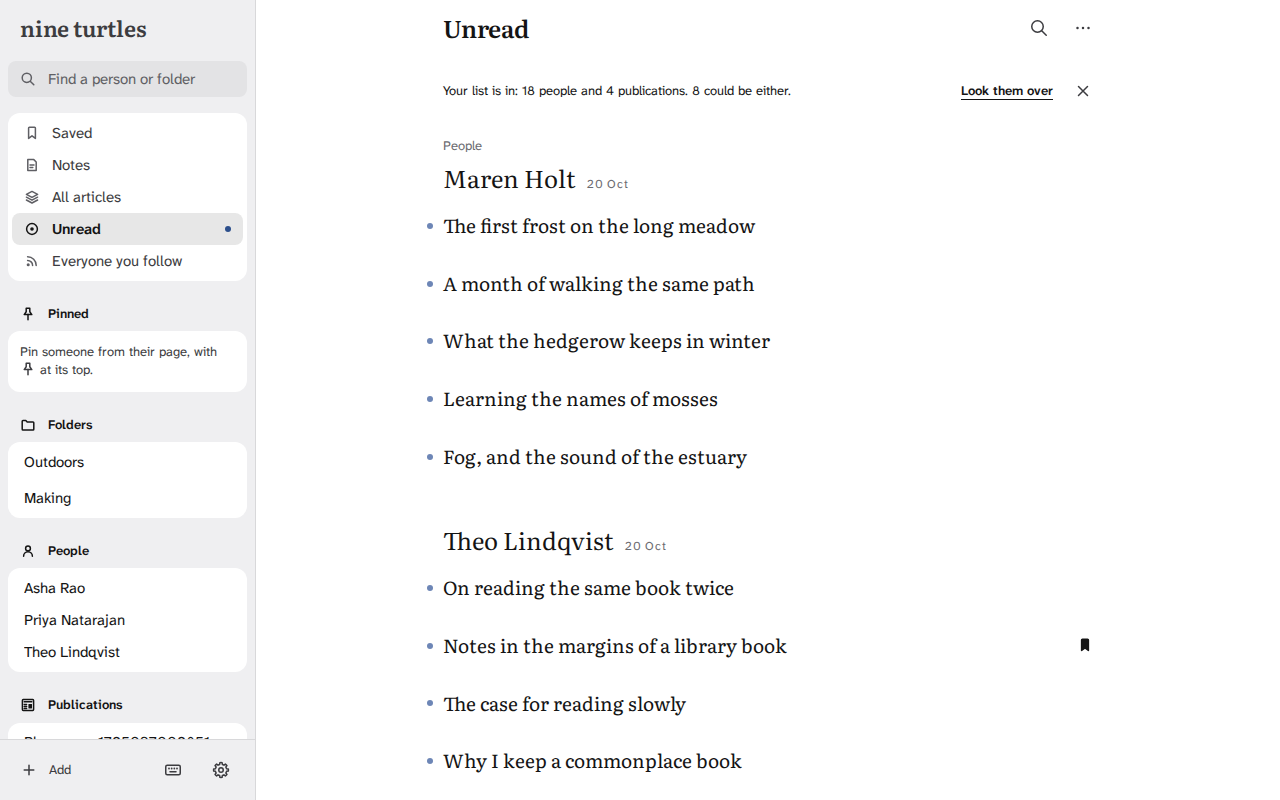 nine turtles
Find a person or folder
Saved
Notes
All articles
Unread
Everyone you follow
Pinned
Pin someone from their page, with
at its top.
Folders
Outdoors
Making
People
Asha Rao
Priya Natarajan
Theo Lindqvist
Publications
Add
Unread
Your list is in: 18 people and 4 publications. 8 could be either.
Look them over
People
Maren Holt 20 Oct
The first frost on the long meadow
A month of walking the same path
What the hedgerow keeps in winter
Learning the names of mosses
Fog, and the sound of the estuary
Theo Lindqvist 20 Oct
On reading the same book twice
Notes in the margins of a library book
The case for reading slowly
Why I keep a commonplace book